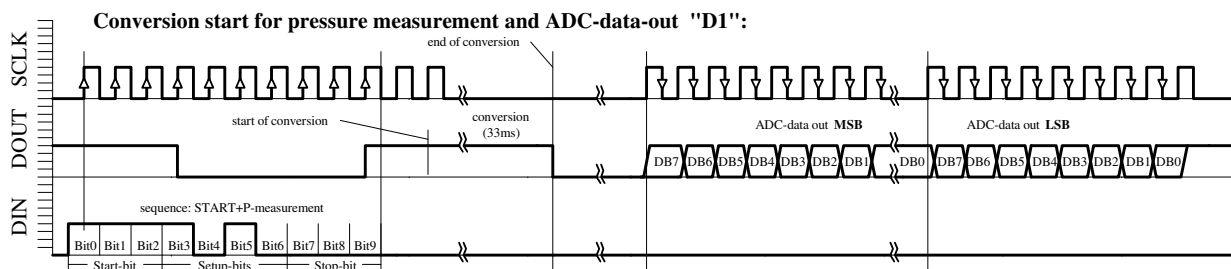 Conversion start for pressure measurement and ADC-data-out "D1":
end of conversion
SCLK
start of conversion
conversion
(33ms)
ADC-data out MSB
ADC-data out LSB
DOUT
DB7 DB6 DB5 DB4 DB3 DB2 DB1 DB0 DB7 DB6 DB5 DB4 DB3 DB2 DB1 DB0
sequence: START+P-measurement
DIN
Bit0 Bit1 Bit2 Bit3 Bit4 Bit5 Bit6 Bit7 Bit8 Bit9
Start-bit Setup-bits Stop-bit